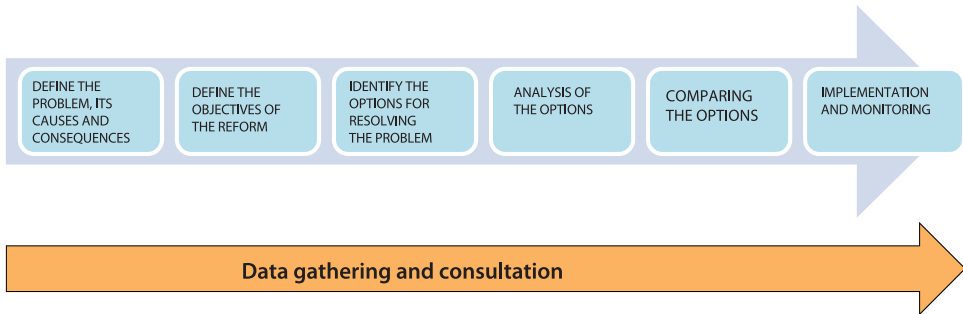 DEFINE THE
PROBLEM, ITS
CAUSES AND
CONSEQUENCES
DEFINE THE
OBJECTIVES OF
THE REFORM
IDENTIFY THE
OPTIONS FOR
RESOLVING
THE PROBLEM
ANALYSIS OF
THE OPTIONS
COMPARING
THE OPTIONS
IMPLEMENTATION
AND MONITORING
Data gathering and consultation